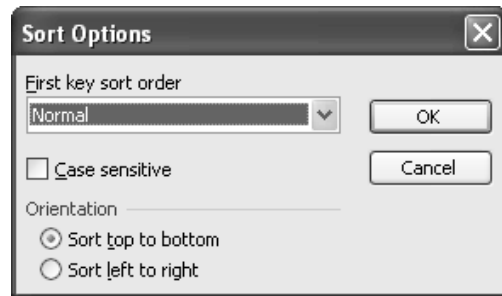 Sort Options
First key sort order
Normal
OK
Case sensitive
Cancel
Orientation
Sort top to bottom
Sort left to right